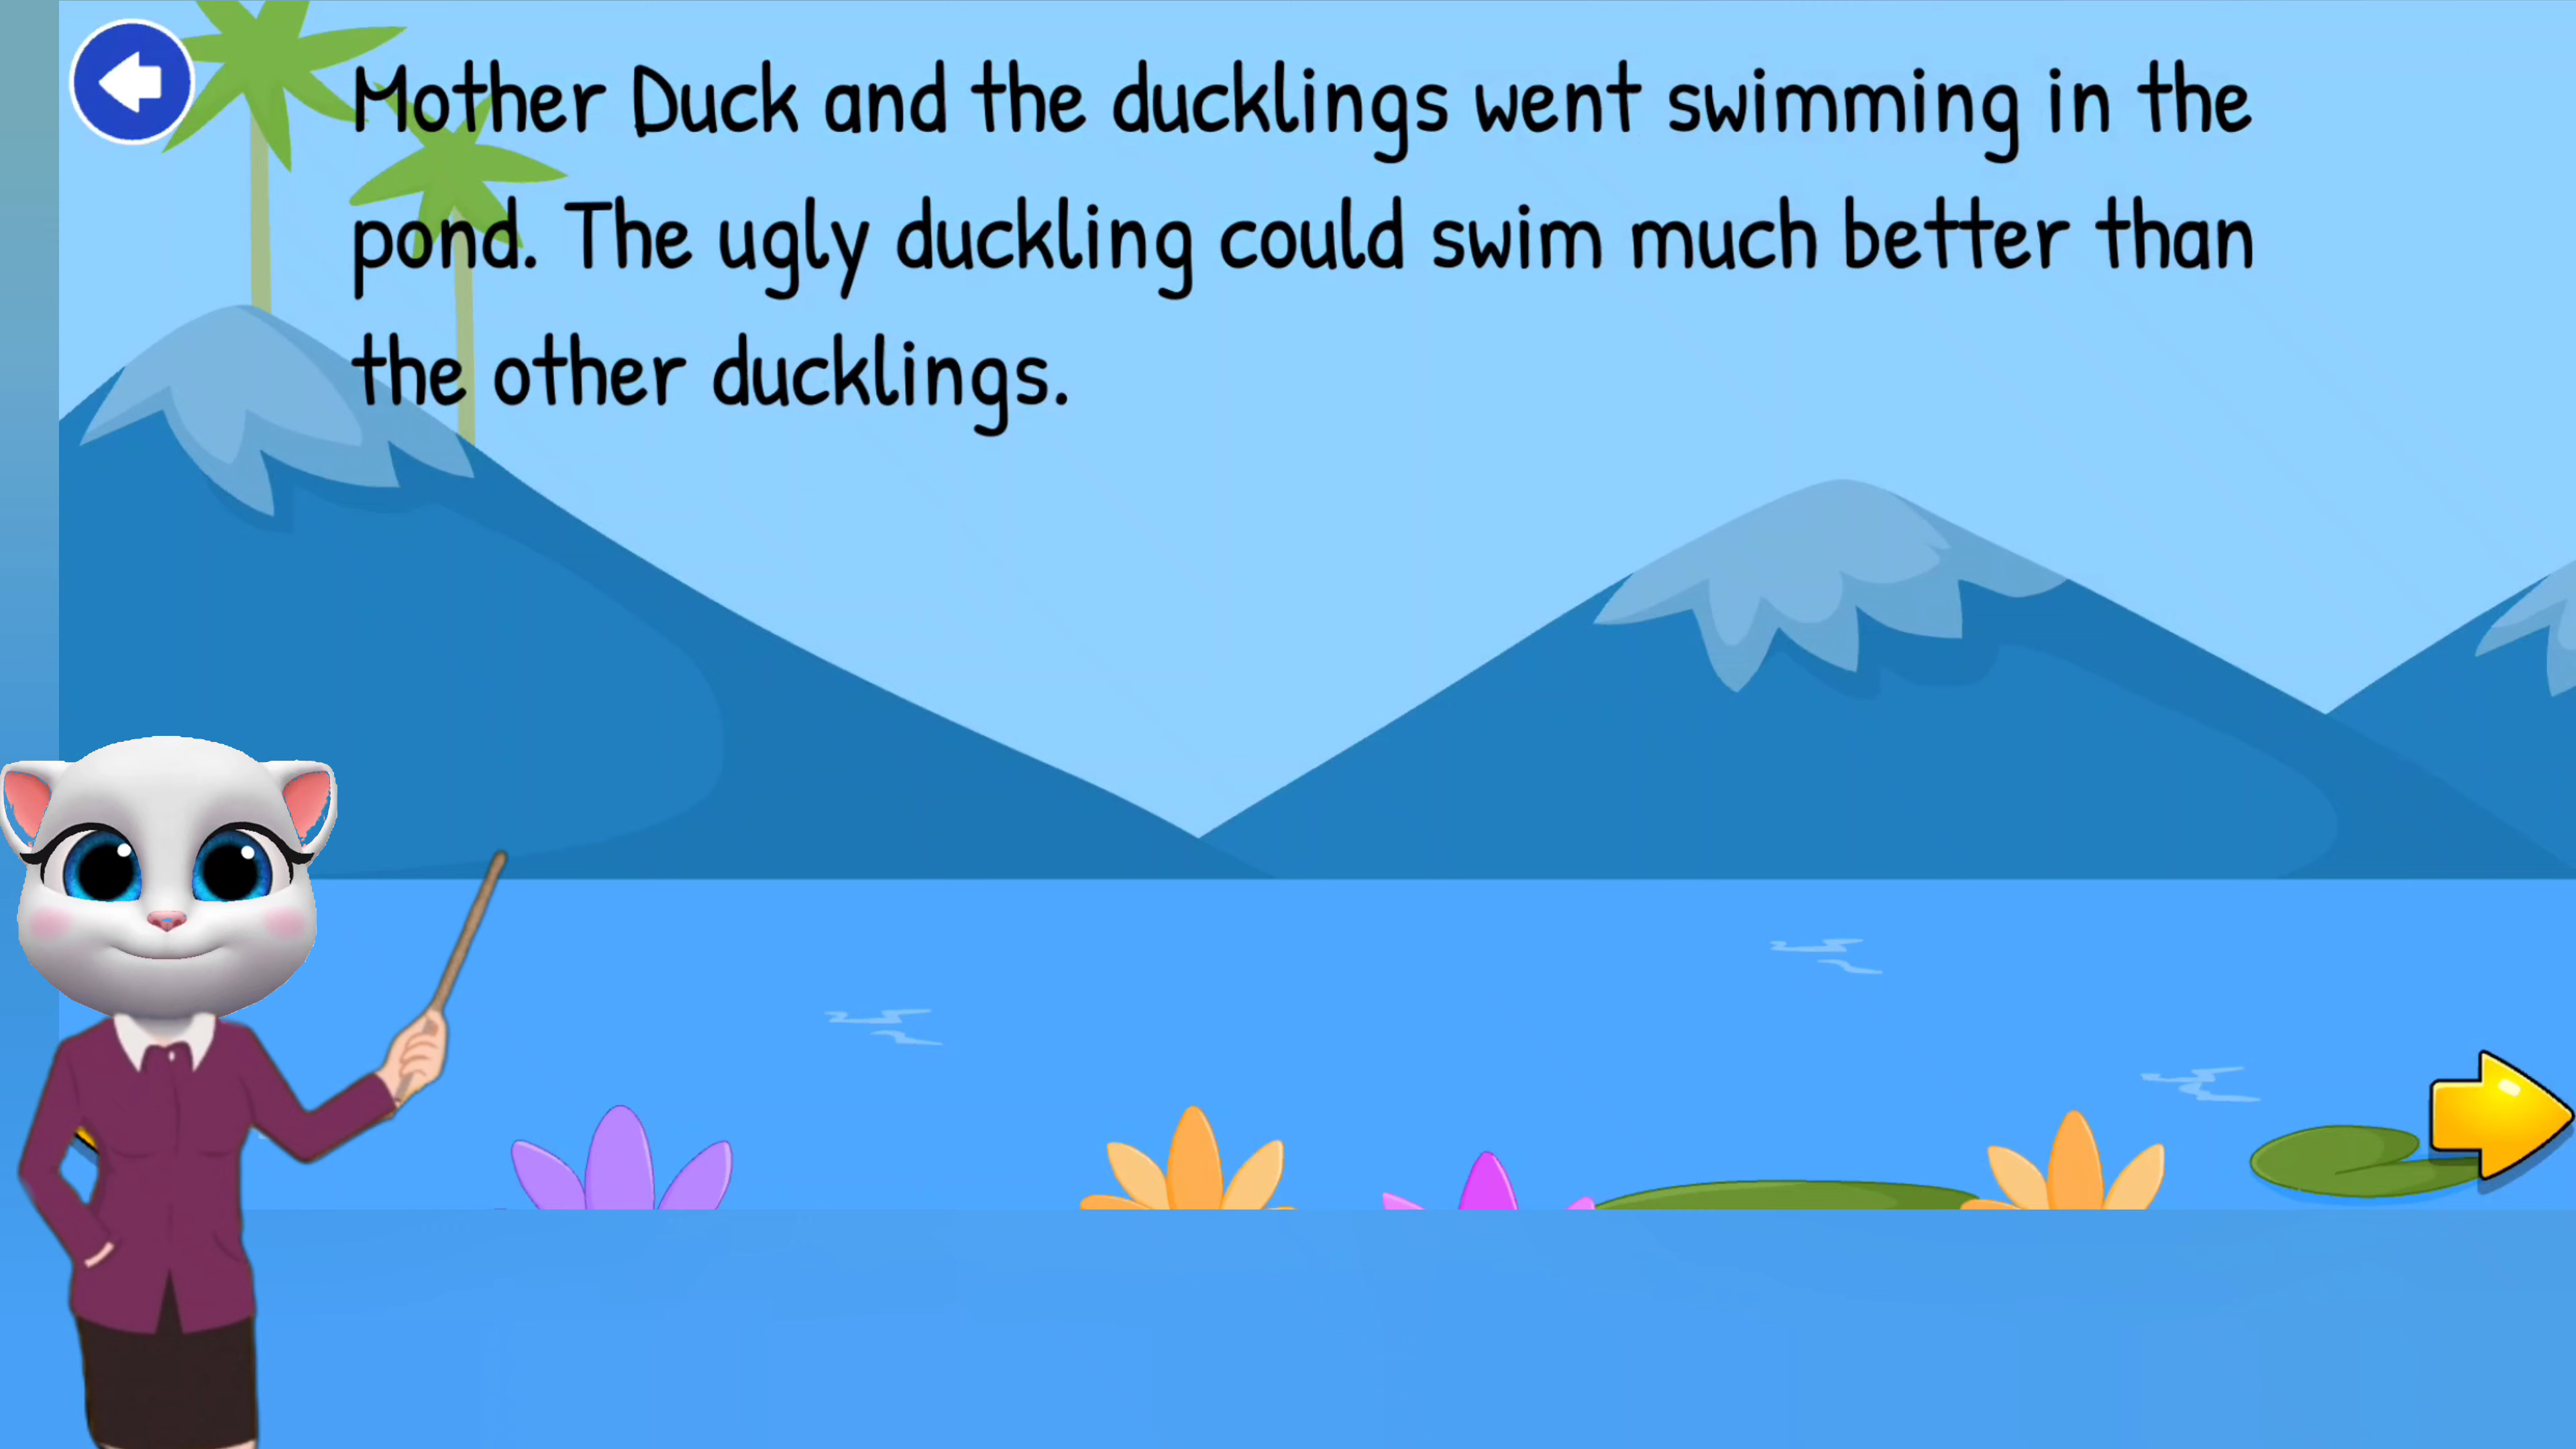 Mother Duck and the ducklings went swimming in the
pond. The ugly duckling could swim much better than
the other ducklings.